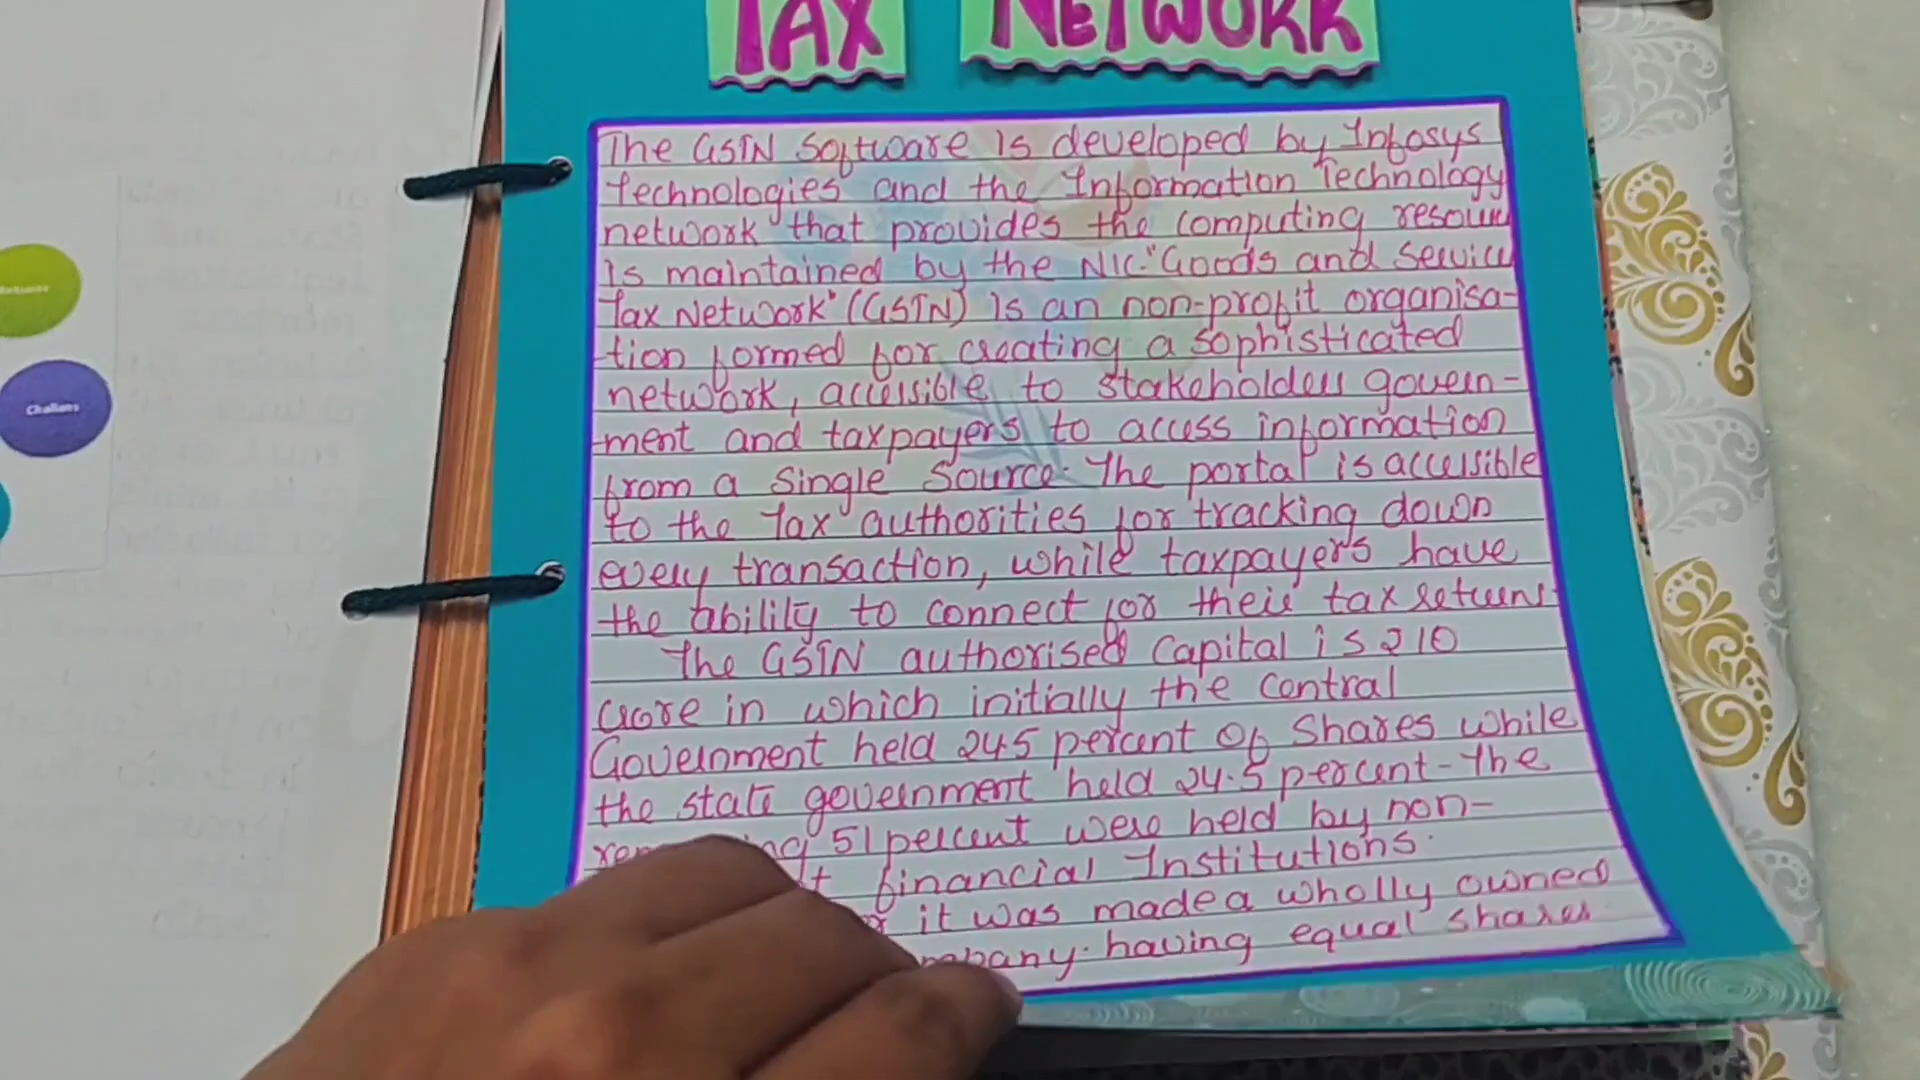 TAX NETWORK
The GSTN Software is developed by Infosys
Technologies and the Information Technology
network that provides the computing resour
is maintained by the NIC. "Goods and Servic
Tax Network" (GSTN) is an non-profit organisa-
tion formed for creating a sophisticated
network, accessible to stakeholders govern-
ment and taxpayers to access information
from a Single Source. The portal is accessible
to the Tax authorities for tracking down
every transaction, while taxpayers have
the ability to connect for their tax returns.
The GSTN authorised Capital is ₹10
crore in which initially the Central
Government held 24.5 percent of Shares while
the state government held 24.5 percent. The
51 percent were held by non-
financial Institutions.
it was made a wholly owned
having equal shares.
Challans